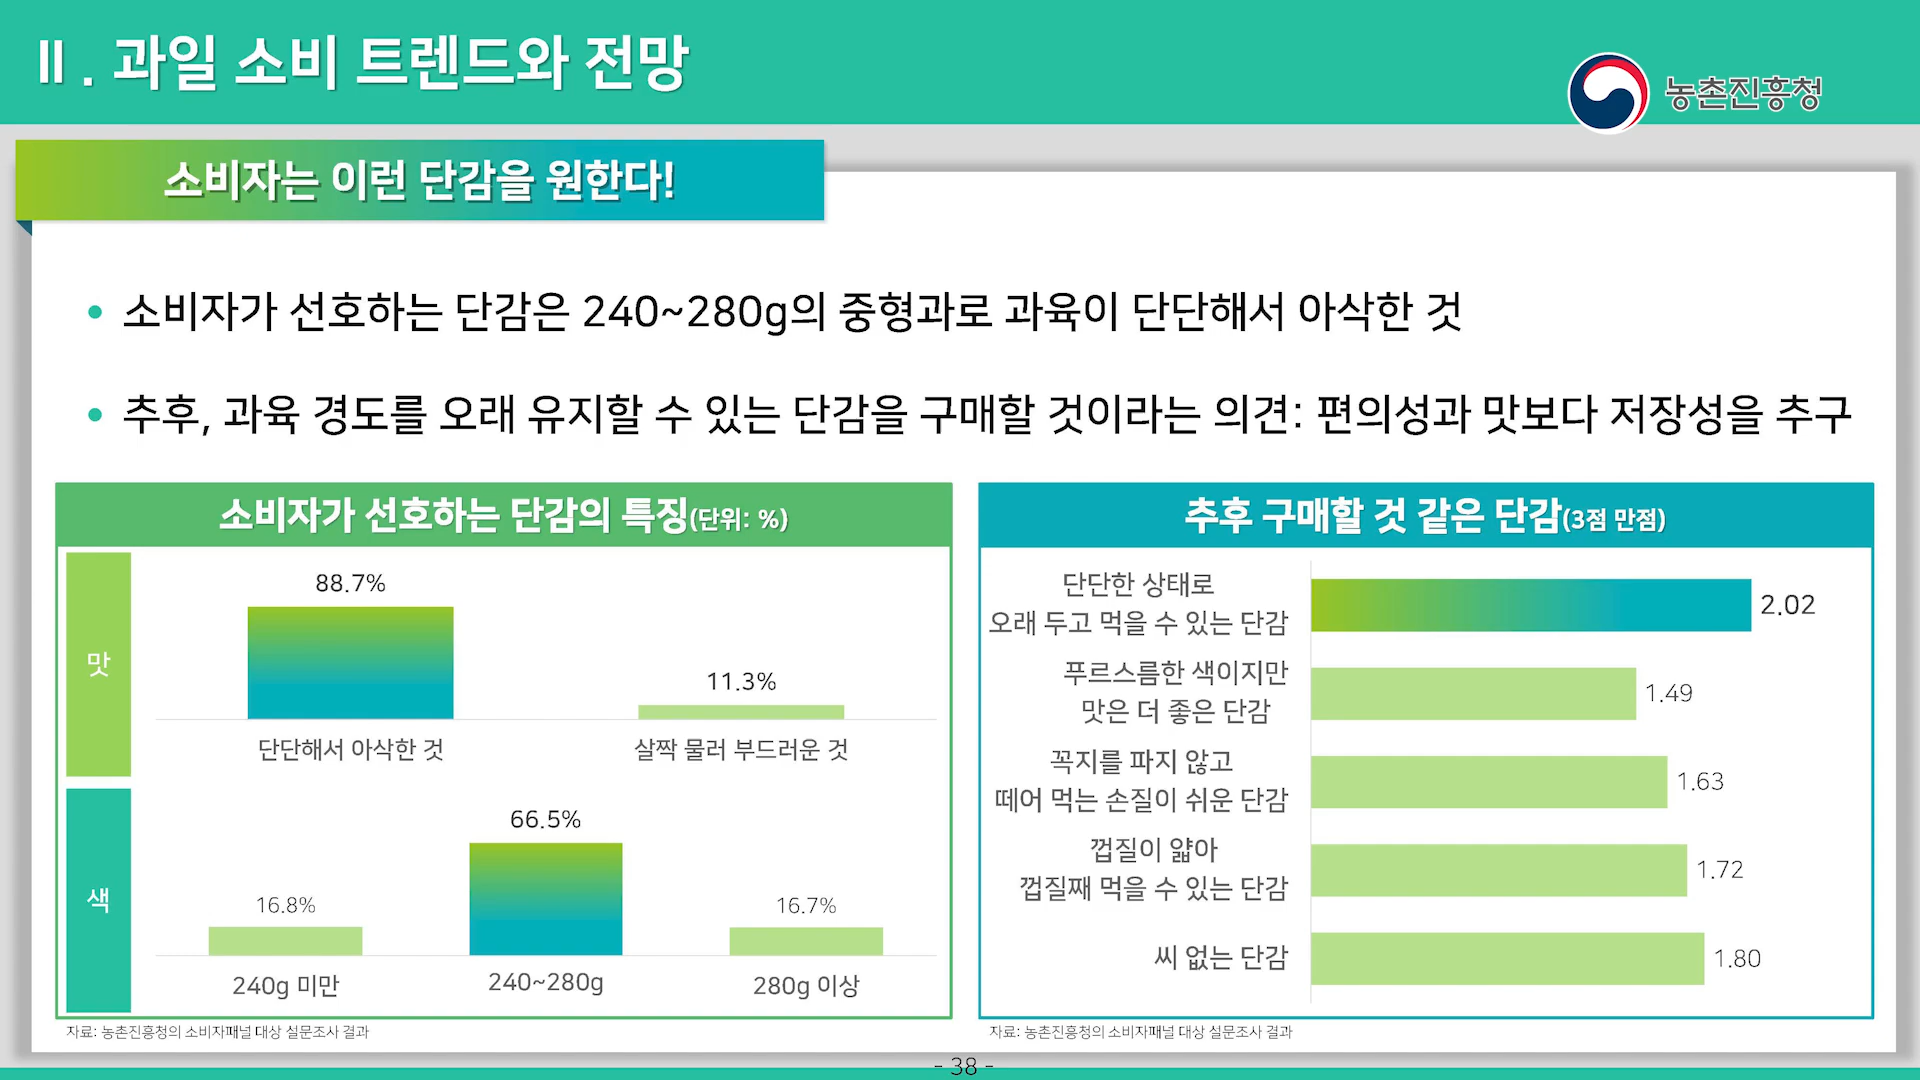 Ⅱ. 과일 소비 트렌드와 전망
농촌진흥청
소비자는 이런 단감을 원한다!
• 소비자가 선호하는 단감은 240~280g의 중형과로 과육이 단단해서 아삭한 것
• 추후, 과육 경도를 오래 유지할 수 있는 단감을 구매할 것이라는 의견: 편의성과 맛보다 저장성을 추구
소비자가 선호하는 단감의 특징(단위: %)
맛
88.7%
11.3%
단단해서 아삭한 것
살짝 물러 부드러운 것
색
16.8%
66.5%
16.7%
240g 미만
240~280g
280g 이상
자료: 농촌진흥청의 소비자패널 대상 설문조사 결과
추후 구매할 것 같은 단감(3점 만점)
단단한 상태로
오래 두고 먹을 수 있는 단감
2.02
푸르스름한 색이지만
맛은 더 좋은 단감
1.49
꼭지를 파지 않고
떼어 먹는 손질이 쉬운 단감
1.63
껍질이 얇아
껍질째 먹을 수 있는 단감
1.72
씨 없는 단감
1.80
자료: 농촌진흥청의 소비자패널 대상 설문조사 결과
- 38 -